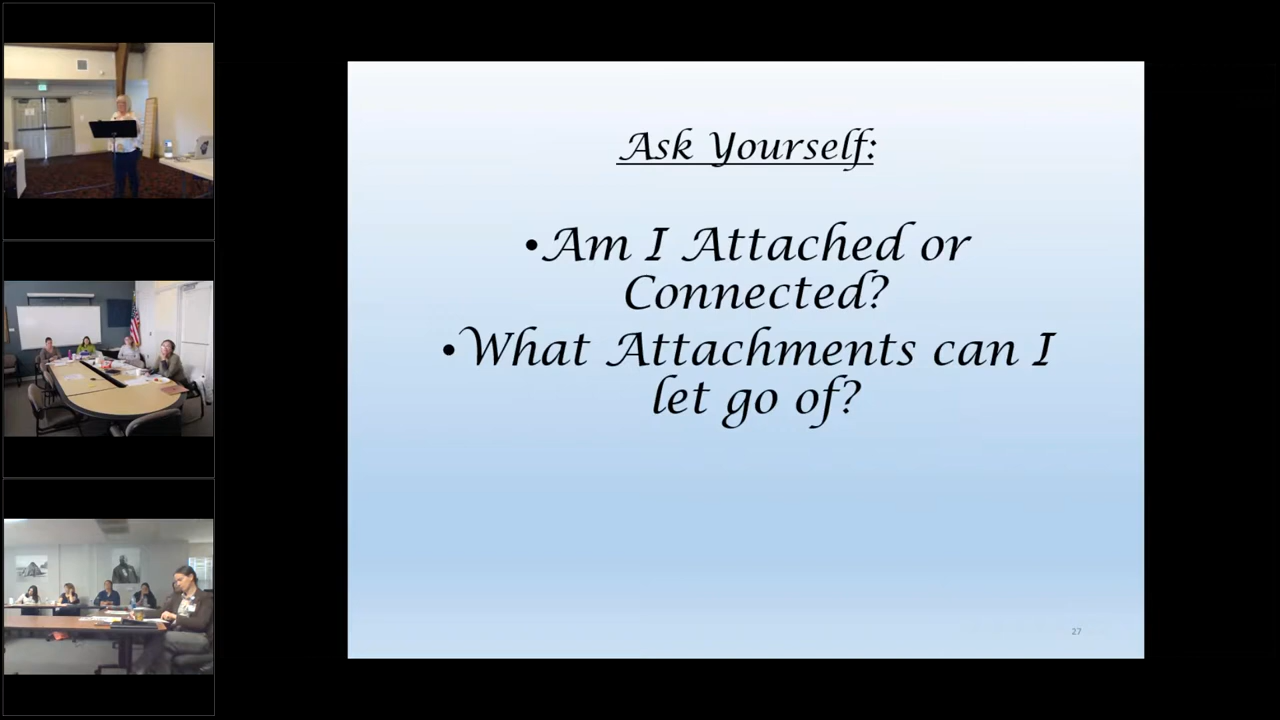 Ask Yourself:
•Am I Attached or
Connected?
•What Attachments can I
let go of?
27